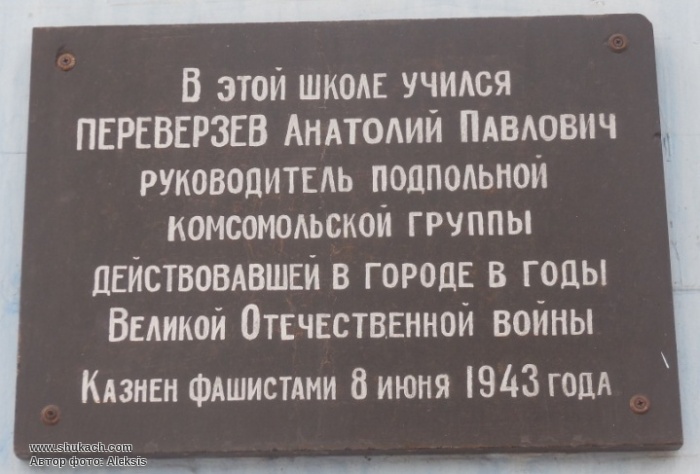 В этой школе учился
ПЕРЕВЕРЗЕВ Анатолий Павлович
руководитель подпольной
комсомольской группы
действовавшей в городе в годы
Великой Отечественной войны
Казнен фашистами 8 июня 1943 года
www.shukach.com
Автор фото: Aleksis